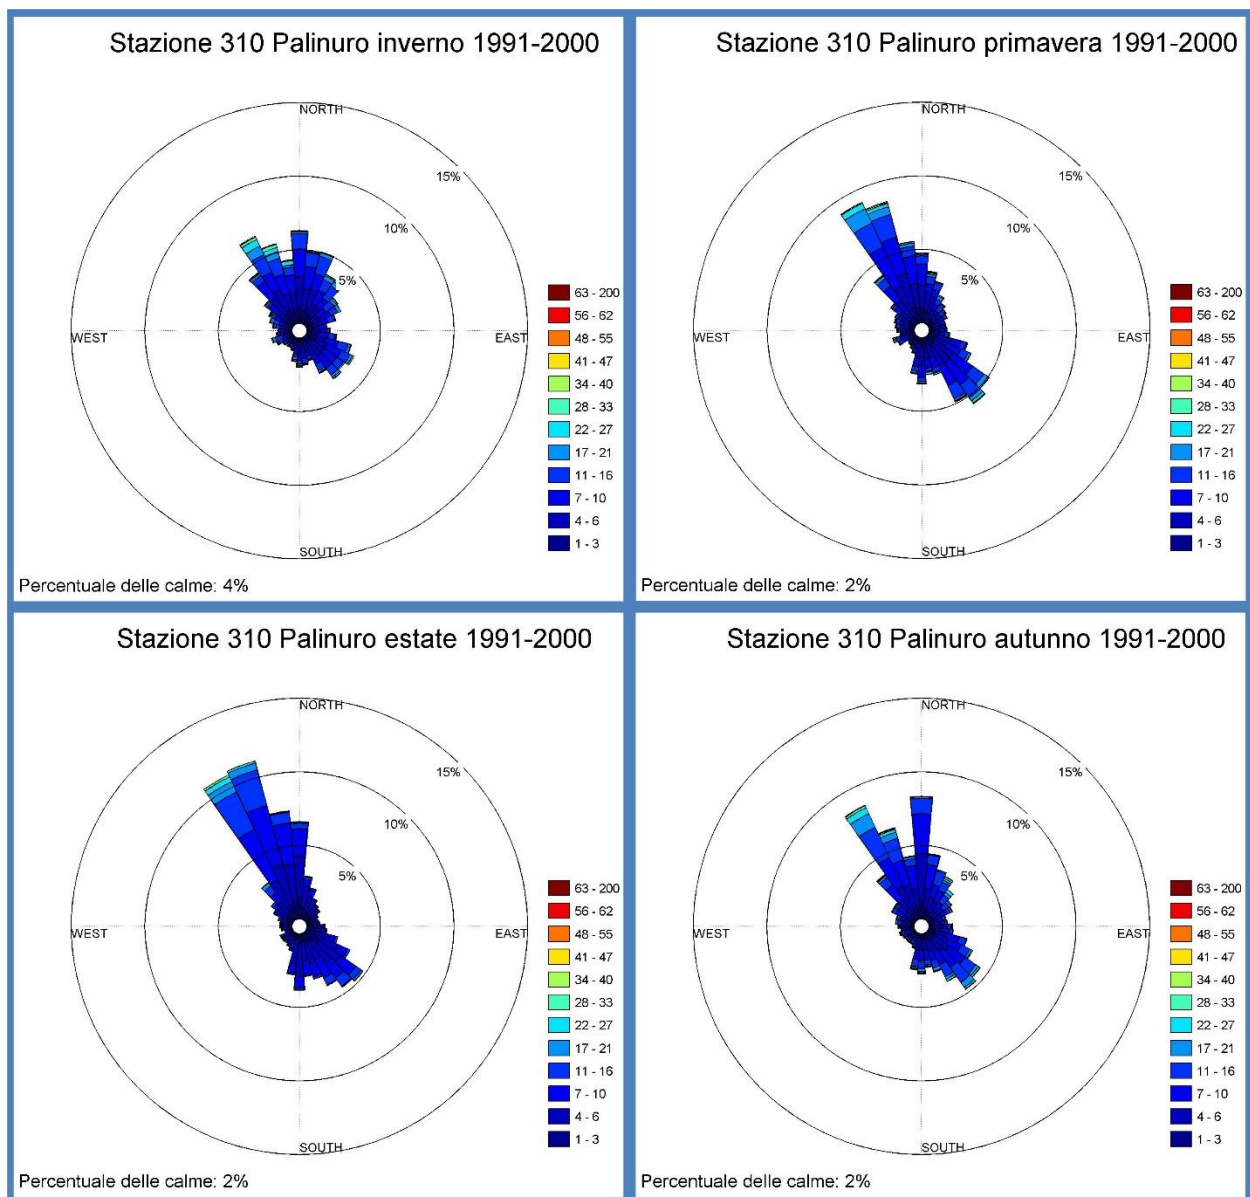 Stazione 310 Palinuro inverno 1991-2000
NORTH
15%
10%
5%
WEST
EAST
SOUTH
63 - 200
56 - 62
48 - 55
41 - 47
34 - 40
28 - 33
22 - 27
17 - 21
11 - 16
7 - 10
4 - 6
1 - 3
Percentuale delle calme: 4%
Stazione 310 Palinuro primavera 1991-2000
NORTH
15%
10%
5%
WEST
EAST
SOUTH
63 - 200
56 - 62
48 - 55
41 - 47
34 - 40
28 - 33
22 - 27
17 - 21
11 - 16
7 - 10
4 - 6
1 - 3
Percentuale delle calme: 2%
Stazione 310 Palinuro estate 1991-2000
NORTH
15%
10%
5%
WEST
EAST
SOUTH
63 - 200
56 - 62
48 - 55
41 - 47
34 - 40
28 - 33
22 - 27
17 - 21
11 - 16
7 - 10
4 - 6
1 - 3
Percentuale delle calme: 2%
Stazione 310 Palinuro autunno 1991-2000
NORTH
15%
10%
5%
WEST
EAST
SOUTH
63 - 200
56 - 62
48 - 55
41 - 47
34 - 40
28 - 33
22 - 27
17 - 21
11 - 16
7 - 10
4 - 6
1 - 3
Percentuale delle calme: 2%